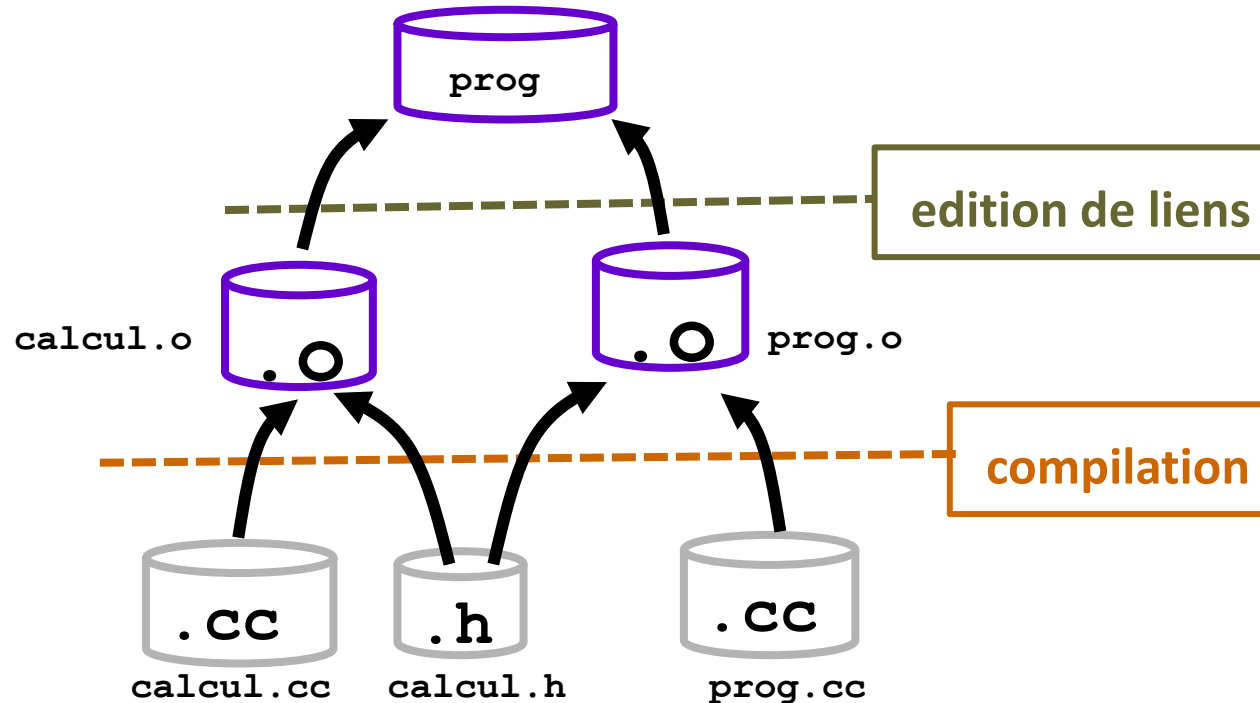 prog
edition de liens
calcul.o
.o
.o
prog.o
compilation
.cc
.h
.cc
calcul.cc
calcul.h
prog.cc